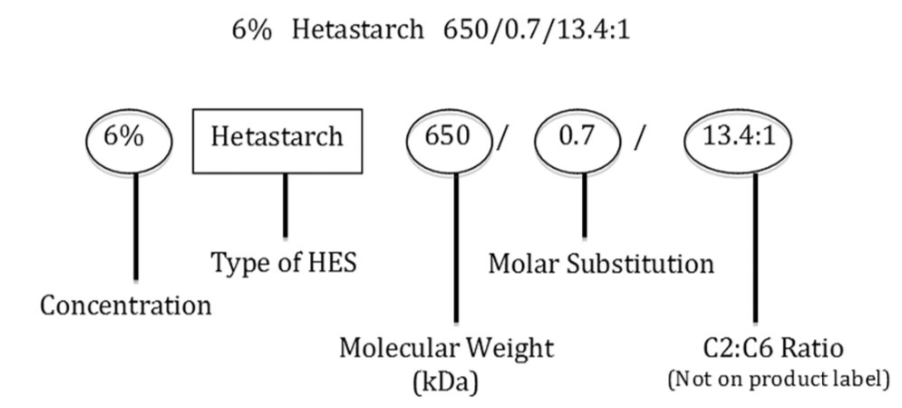 6% Hetastarch 650/0.7/13.4:1
6% Hetastarch 650 / 0.7 / 13.4:1
Type of HES
Molar Substitution
Concentration
Molecular Weight
(kDa)
C2:C6 Ratio
(Not on product label)